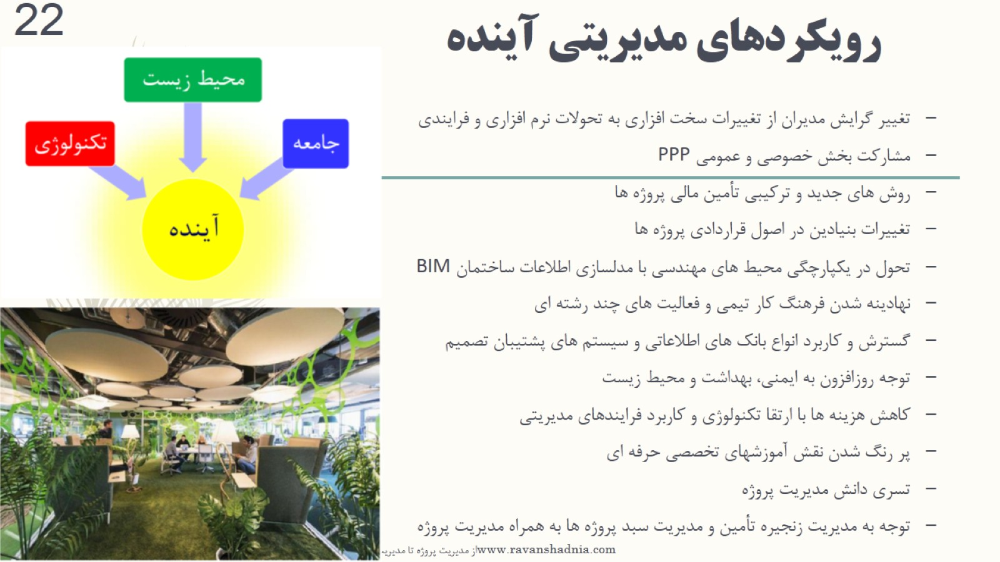 22
رویکردهای مدیریتی آینده
محیط زیست
تکنولوژی
جامعه
آینده
– تغییر گرایش مدیران از تغییرات سخت افزاری به تحولات نرم افزاری و فرایندی
– مشارکت بخش خصوصی و عمومی PPP
– روش های جدید و ترکیبی تأمین مالی پروژه ها
– تغییرات بنیادین در اصول قراردادی پروژه ها
– تحول در یکپارچگی محیط های مهندسی با مدلسازی اطلاعات ساختمان BIM
– نهادینه شدن فرهنگ کار تیمی و فعالیت های چند رشته ای
– گسترش و کاربرد انواع بانک های اطلاعاتی و سیستم های پشتیبان تصمیم
– توجه روزافزون به ایمنی، بهداشت و محیط زیست
– کاهش هزینه ها با ارتقا تکنولوژی و کاربرد فرایندهای مدیریتی
– پر رنگ شدن نقش آموزشهای تخصصی حرفه ای
– تسری دانش مدیریت پروژه
– توجه به مدیریت زنجیره تأمین و مدیریت سبد پروژه ها به همراه مدیریت پروژه
www.ravanshadnia.com از مدیریت پروژه تا